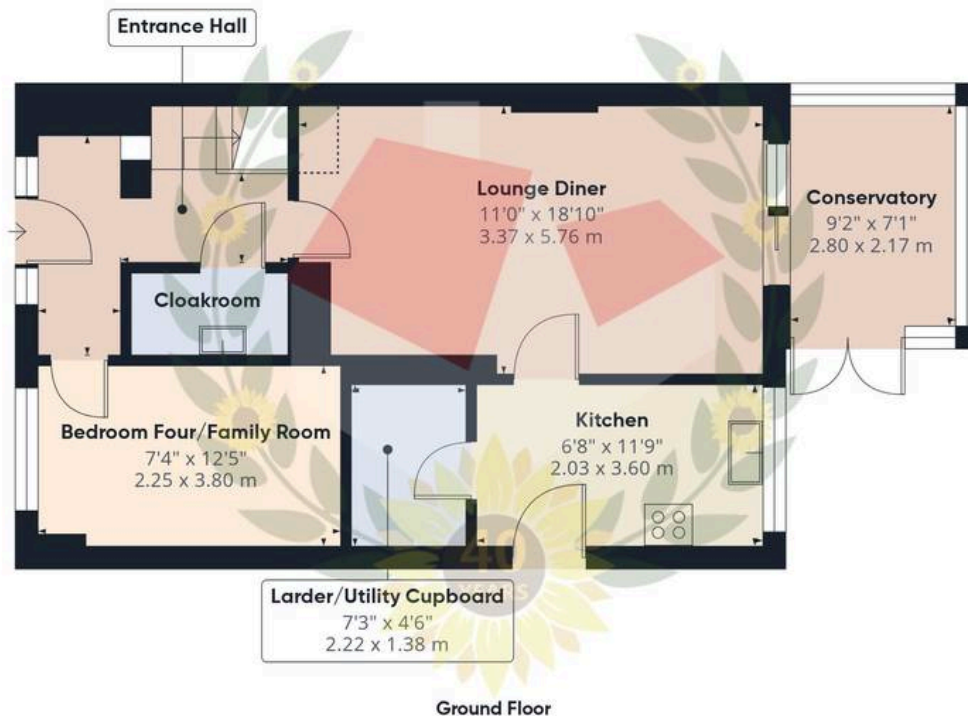 Entrance Hall
Lounge Diner
11'0" x 18'10"
3.37 x 5.76 m
Conservatory
9'2" x 7'1"
2.80 x 2.17 m
Cloakroom
Bedroom Four/Family Room
7'4" x 12'5"
2.25 x 3.80 m
Kitchen
6'8" x 11'9"
2.03 x 3.60 m
40
YEARS
Larder/Utility Cupboard
7'3" x 4'6"
2.22 x 1.38 m
Ground Floor